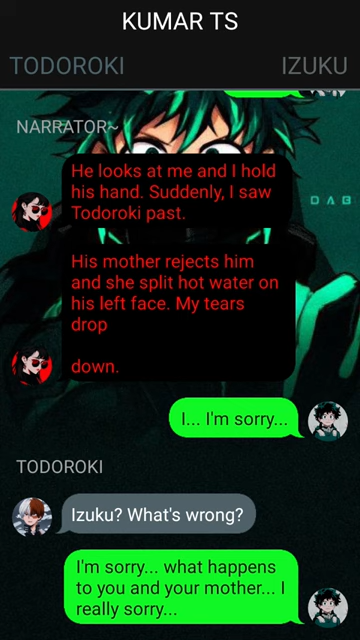 KUMAR TS
TODOROKI
IZUKU
NARRATOR~
He looks at me and I hold
his hand. Suddenly, I saw
Todoroki past.
D A B
His mother rejects him
and she split hot water on
his left face. My tears
drop
down.
I... I'm sorry...
TODOROKI
Izuku? What's wrong?
I'm sorry... what happens
to you and your mother... I
really sorry...